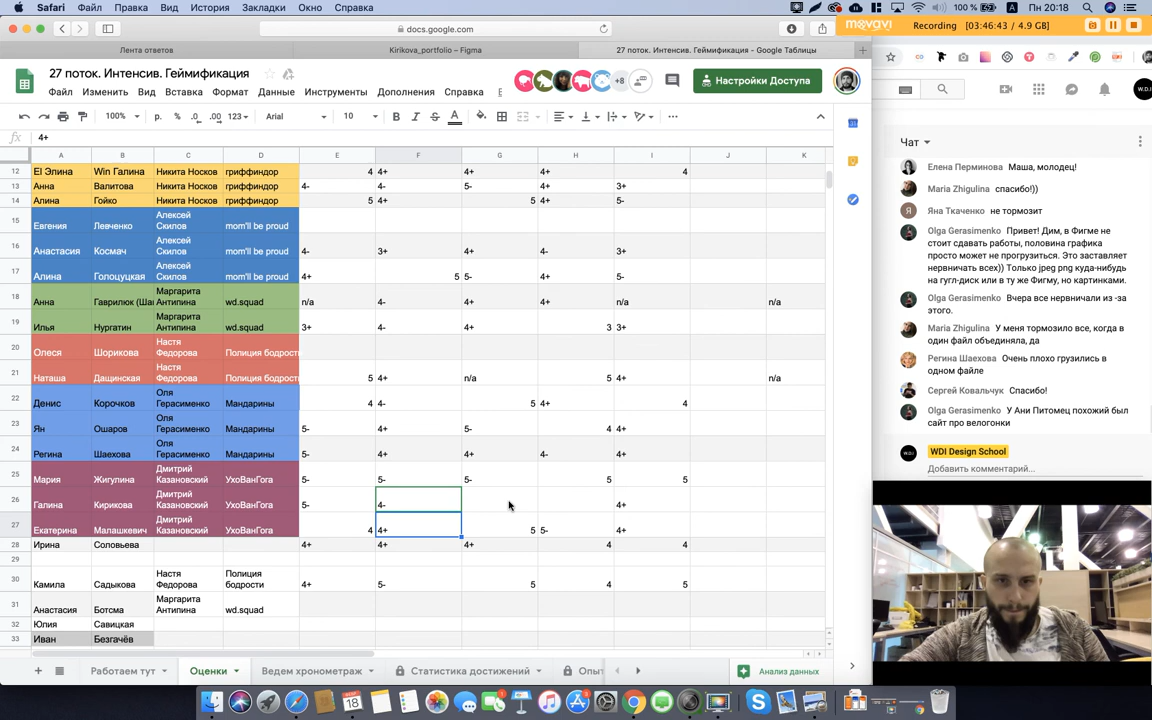 Safari Файл Правка Вид История Закладки Окно Справка 100 % A Пн 20:18
docs.google.com
movavi Recording [03:46:43 / 4.9 GB]
Лента ответов Kirikova_portfolio – Figma 27 поток. Интенсив. Геймификация - Google Таблицы
27 поток. Интенсив. Геймификация
+8 Настройки Доступа
Файл Изменить Вид Вставка Формат Данные Инструменты Дополнения Справка
100% р. % .0 .00 123 Arial 10
fx 4+
A B C D E F G H I J K
12 El Элина Win Галина Никита Носков гриффиндор 4 4+ 4+ 4+ 4
13 Анна Валитова Никита Носков гриффиндор 4- 4- 5- 4+ 3+
14 Алина Гойко Никита Носков гриффиндор 5 4+ 5 4+ 5-
15 Евгения Левченко Алексей Скилов mom'll be proud
16 Анастасия Космач Алексей Скилов mom'll be proud 4- 3+ 4+ 4- 3+
17 Алина Голоцуцкая Алексей Скилов mom'll be proud 4+ 5 5- 4+ 5-
18 Анна Гаврилюк (Ша Маргарита Антипина wd.squad n/a 4- 4+ 4+ n/a n/a
19 Илья Нургатин Маргарита Антипина wd.squad 3+ 4- 4+ 3 3+
20 Олеся Шорикова Настя Федорова Полиция бодрости
21 Наташа Дащинская Настя Федорова Полиция бодрости 5 4+ n/a 5 4+ n/a
22 Денис Корочков Оля Герасименко Мандарины 4 4- 5 4+ 4
23 Ян Ошаров Оля Герасименко Мандарины 5- 4+ 5- 4 4+
24 Регина Шаехова Оля Герасименко Мандарины 5- 4+ 4+ 4- 4+
25 Мария Жигулина Дмитрий Казановский УхоВанГога 5- 5- 5- 5 5
26 Галина Кирикова Дмитрий Казановский УхоВанГога 5- 4- 4+
27 Екатерина Малашкевич Дмитрий Казановский УхоВанГога 4 4+ 5 5- 4+
28 Ирина Соловьева 4+ 4+ 4+ 4 4
29
30 Камила Садыкова Настя Федорова Полиция бодрости 4+ 5- 5 4 5
31 Анастасия Ботсма Маргарита Антипина wd.squad
32 Юлия Савицкая
33 Иван Безгачёв
Работаем тут Оценки Ведем хронометраж Статистика достижений Опы Анализ данных
Чат
Елена Перминова Маша, молодец!
Maria Zhigulina спасибо!))
Яна Ткаченко не тормозит
Olga Gerasimenko Привет! Дим, в Фигме не
стоит сдавать работы, половина графика
просто может не прогрузиться. Это заставляет
нервничать всех)) Только jpeg png куда-нибудь
на гугл-диск или в ту же Фигму, но картинками.
Olga Gerasimenko Вчера все нервничали из -за
этого.
Maria Zhigulina У меня тормозило все, когда в
один файл объединяла, да
Регина Шаехова Очень плохо грузились в
одном файле
Сергей Ковальчук Спасибо!
Olga Gerasimenko У Ани Питомец похожий был
сайт про велогонки
WDI Design School
Добавить комментарий...